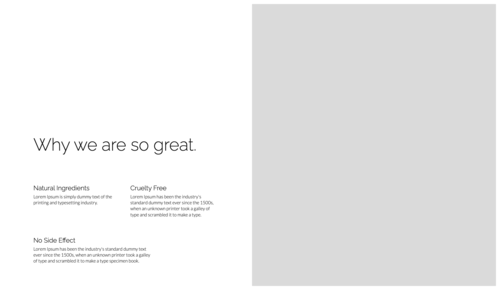 Why we are so great.
Natural Ingredients
Lorem Ipsum is simply dummy text of the
printing and typesetting industry.
Cruelty Free
Lorem Ipsum has been the industry's
standard dummy text ever since the 1500s,
when an unknown printer took a galley of
type and scrambled it to make a type.
No Side Effect
Lorem Ipsum has been the industry's standard dummy text
ever since the 1500s, when an unknown printer took a galley
of type and scrambled it to make a type specimen book.